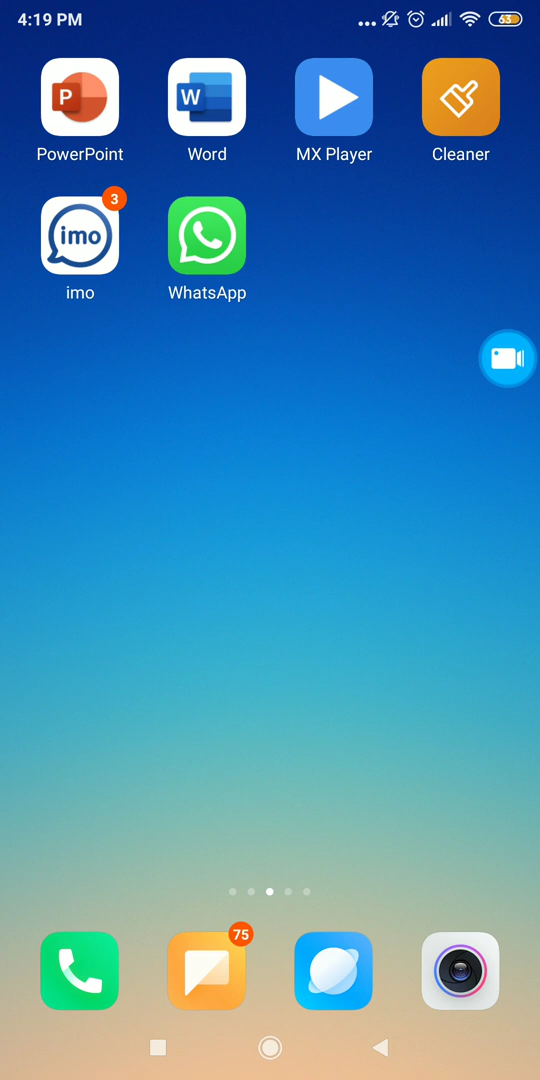 4:19 PM
63
P
W
PowerPoint
Word
MX Player
Cleaner
3
imo
imo
WhatsApp
75